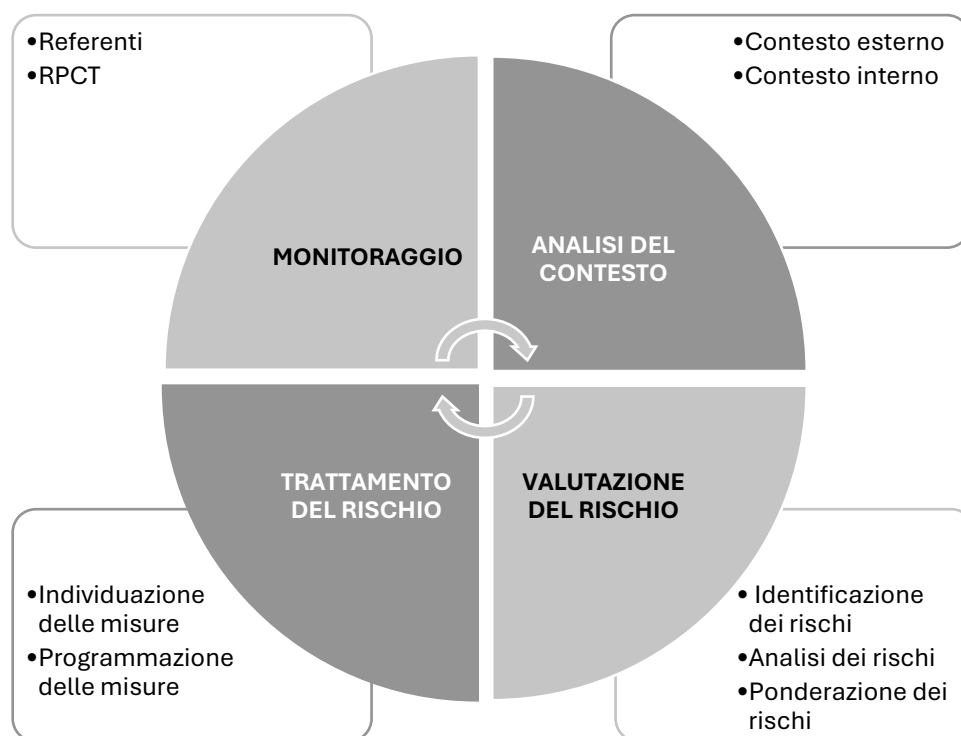 •Referenti
•RPCT
•Contesto esterno
•Contesto interno
MONITORAGGIO
ANALISI DEL
CONTESTO
TRATTAMENTO
DEL RISCHIO
VALUTAZIONE
DEL RISCHIO
•Individuazione
delle misure
•Programmazione
delle misure
• Identificazione
dei rischi
•Analisi dei rischi
•Ponderazione dei
rischi